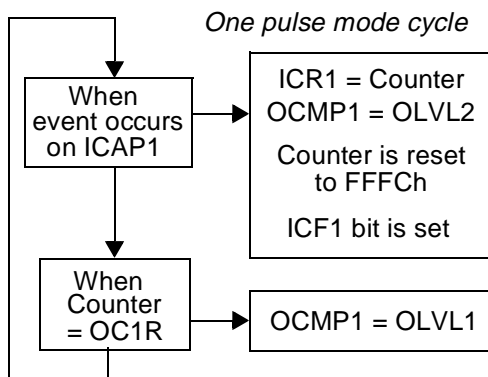 One pulse mode cycle
When
event occurs
on ICAP1
ICR1 = Counter
OCMP1 = OLVL2
Counter is reset
to FFFCh
ICF1 bit is set
When
Counter
= OC1R
OCMP1 = OLVL1